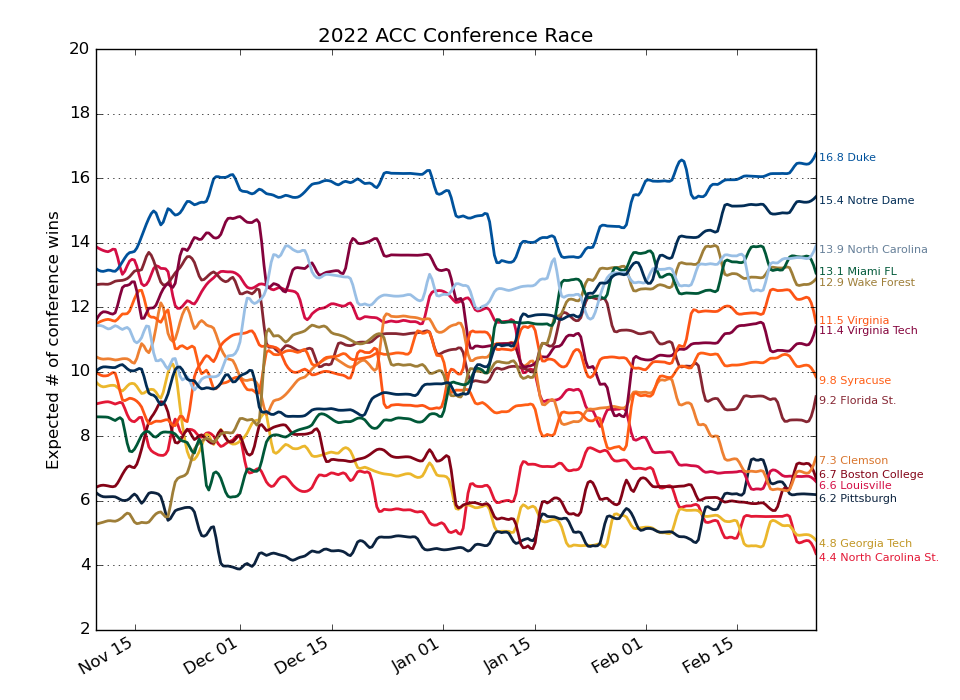 2022 ACC Conference Race
Expected # of conference wins
20
18
16
14
12
10
8
6
4
2
Nov 15
Dec 01
Dec 15
Jan 01
Jan 15
Feb 01
Feb 15
16.8 Duke
15.4 Notre Dame
13.9 North Carolina
13.1 Miami FL
12.9 Wake Forest
11.5 Virginia
11.4 Virginia Tech
9.8 Syracuse
9.2 Florida St.
7.3 Clemson
6.7 Boston College
6.6 Louisville
6.2 Pittsburgh
4.8 Georgia Tech
4.4 North Carolina St.